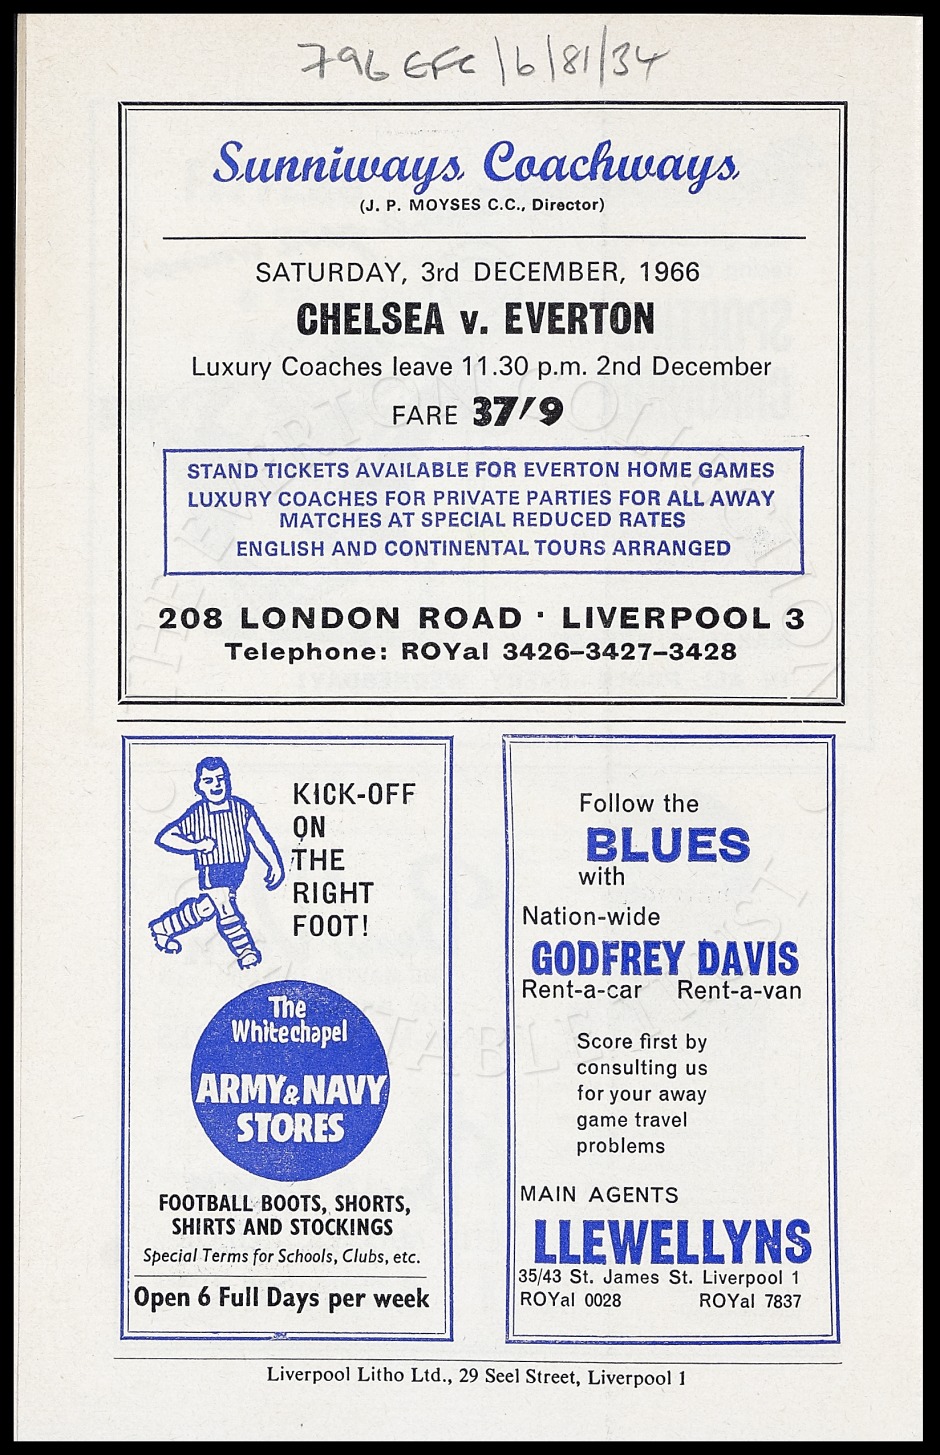 796 EFC/6/81/34
Sunniways Coachways
(J. P. MOYSES C.C., Director)
SATURDAY, 3rd DECEMBER, 1966
CHELSEA v. EVERTON
Luxury Coaches leave 11.30 p.m. 2nd December
FARE 37/9
STAND TICKETS AVAILABLE FOR EVERTON HOME GAMES
LUXURY COACHES FOR PRIVATE PARTIES FOR ALL AWAY
MATCHES AT SPECIAL REDUCED RATES
ENGLISH AND CONTINENTAL TOURS ARRANGED
208 LONDON ROAD · LIVERPOOL 3
Telephone: ROYal 3426–3427–3428
KICK-OFF
ON
THE
RIGHT
FOOT!
The
Whitechapel
ARMY & NAVY
STORES
FOOTBALL BOOTS, SHORTS,
SHIRTS AND STOCKINGS
Special Terms for Schools, Clubs, etc.
Open 6 Full Days per week
Follow the
BLUES
with
Nation-wide
GODFREY DAVIS
Rent-a-car Rent-a-van
Score first by
consulting us
for your away
game travel
problems
MAIN AGENTS
LLEWELLYNS
35/43 St. James St. Liverpool 1
ROYal 0028 ROYal 7837
Liverpool Litho Ltd., 29 Seel Street, Liverpool 1